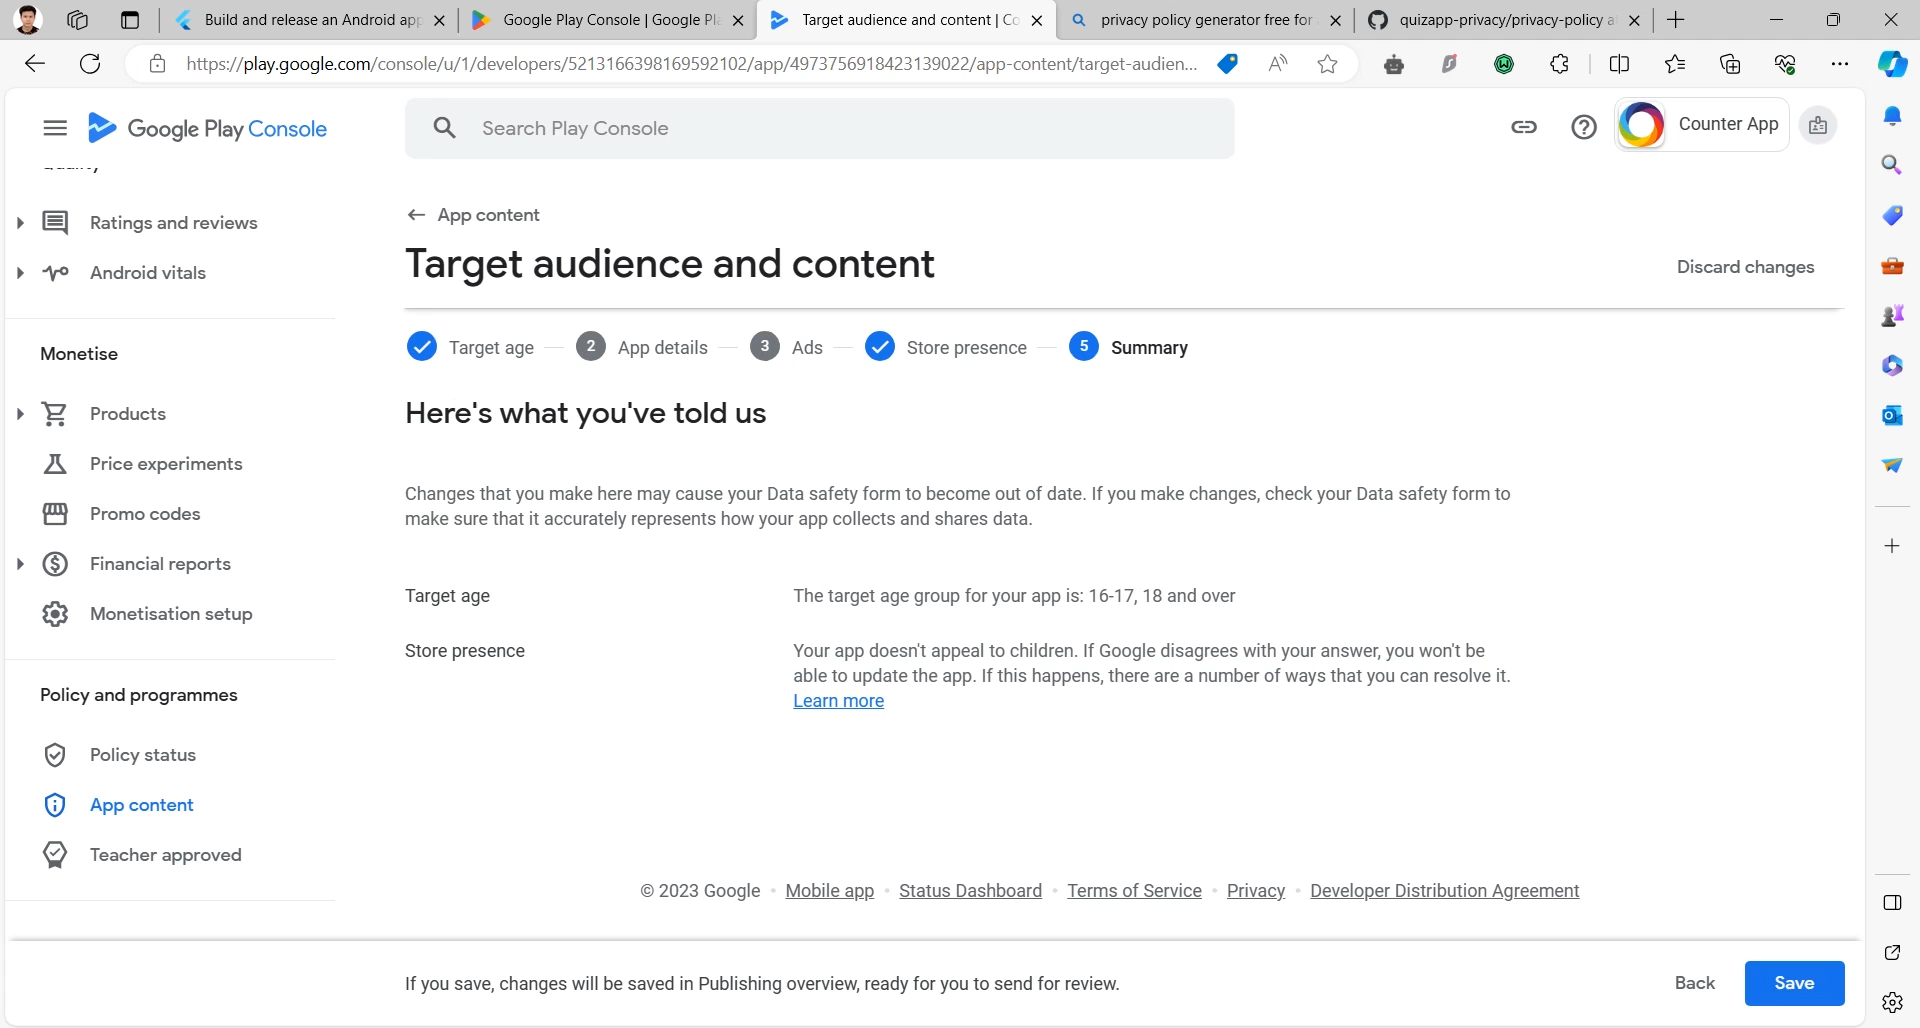 Build and release an Android app
Google Play Console | Google Pla
Target audience and content | Co
privacy policy generator free for
quizapp-privacy/privacy-policy a
https://play.google.com/console/u/1/developers/5213166398169592102/app/4973756918423139022/app-content/target-audien...
Google Play Console
Search Play Console
Counter App
Quality
Ratings and reviews
Android vitals
Monetise
Products
Price experiments
Promo codes
Financial reports
Monetisation setup
Policy and programmes
Policy status
App content
Teacher approved
App content
Target audience and content
Discard changes
Target age
2 App details
3 Ads
Store presence
5 Summary
Here's what you've told us
Changes that you make here may cause your Data safety form to become out of date. If you make changes, check your Data safety form to
make sure that it accurately represents how your app collects and shares data.
Target age
The target age group for your app is: 16-17, 18 and over
Store presence
Your app doesn't appeal to children. If Google disagrees with your answer, you won't be
able to update the app. If this happens, there are a number of ways that you can resolve it.
Learn more
© 2023 Google • Mobile app • Status Dashboard • Terms of Service • Privacy • Developer Distribution Agreement
If you save, changes will be saved in Publishing overview, ready for you to send for review.
Back
Save